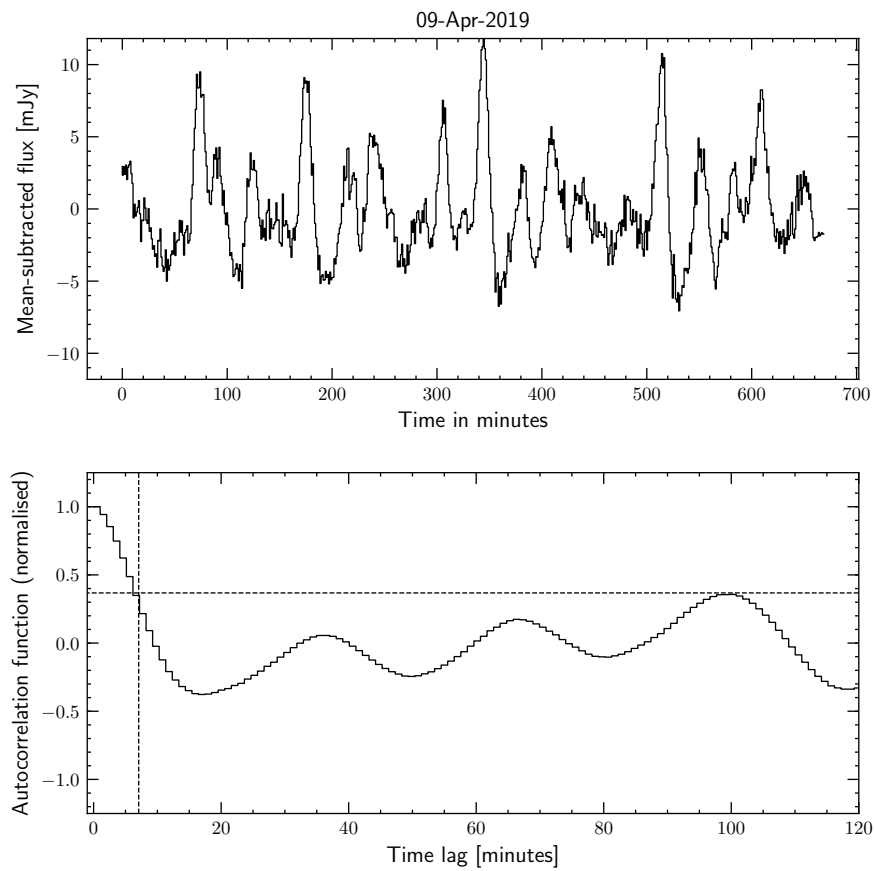 09-Apr-2019
Mean-subtracted flux [mJy]
10
5
0
−5
−10
0 100 200 300 400 500 600 700
Time in minutes
Autocorrelation function (normalised)
1.0
0.5
0.0
−0.5
−1.0
0 20 40 60 80 100 120
Time lag [minutes]